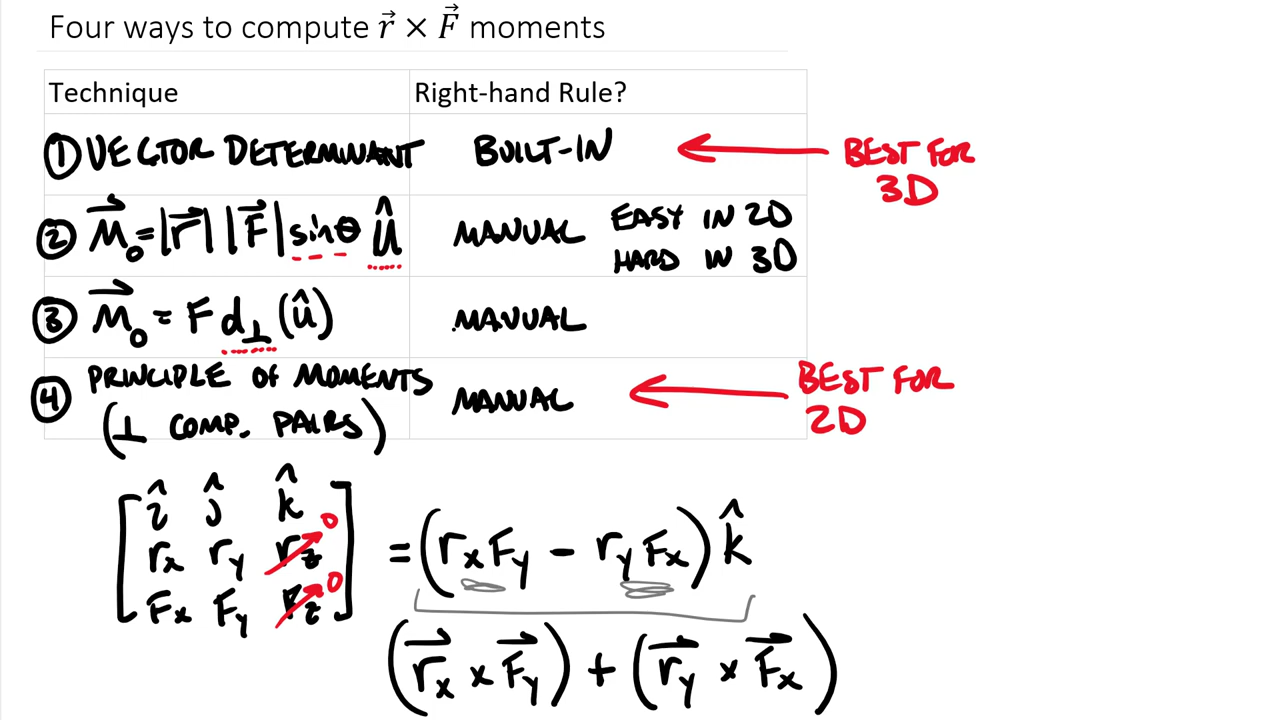 Four ways to compute r⃗ × F⃗ moments
Technique Right-hand Rule?
① VECTOR DETERMINANT BUILT-IN BEST FOR 3D
② M⃗₀ = |r⃗| |F⃗| sinθ û MANUAL EASY IN 2D HARD IN 3D
③ M⃗₀ = F d⊥ (û) MANUAL
④ PRINCIPLE OF MOMENTS MANUAL BEST FOR 2D
(⊥ COMP. PAIRS)
î ĵ k̂
rx ry rz 0
Fx Fy Fz 0
= (rxFy − ryFx) k̂
(r⃗x × F⃗y) + (r⃗y × F⃗x)